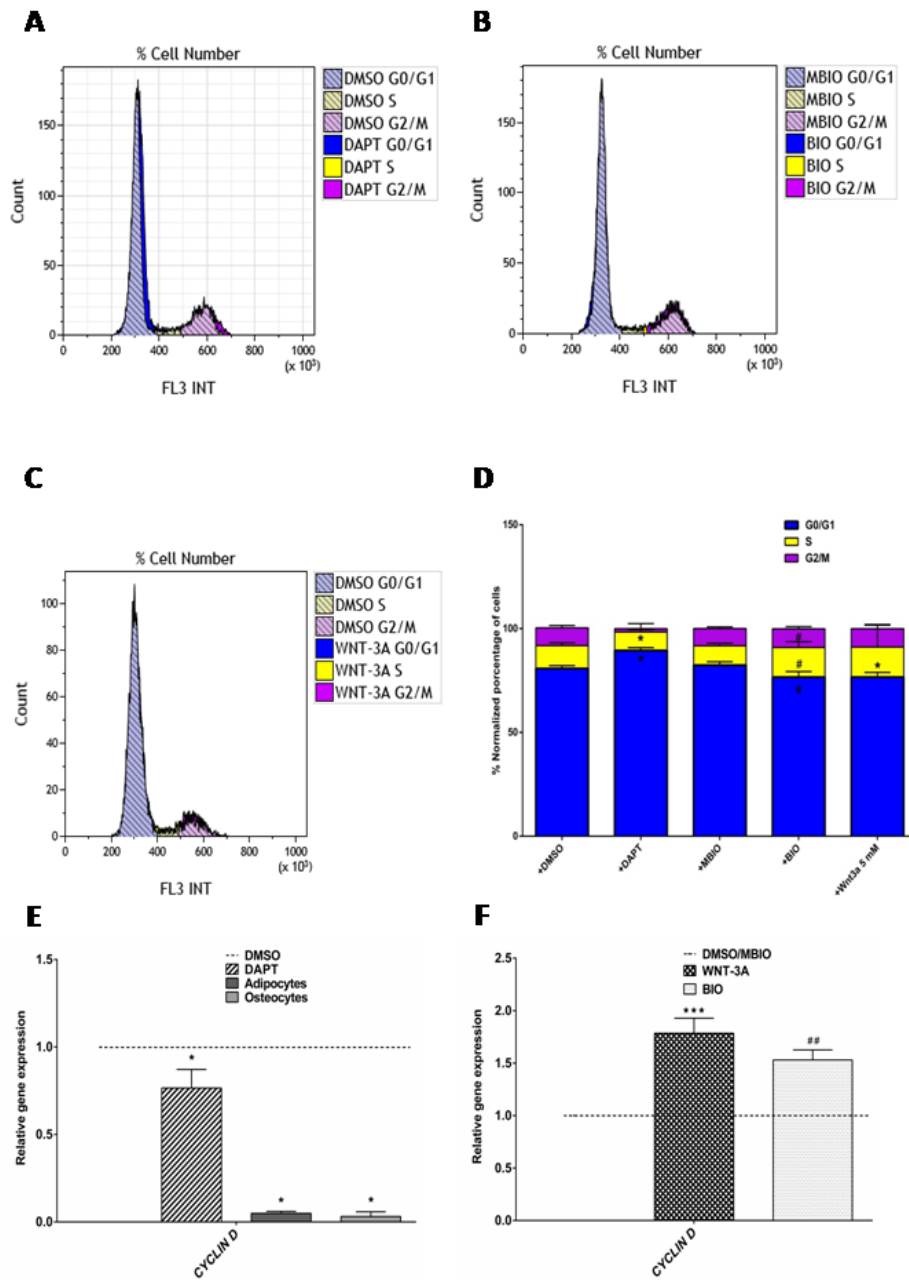 A
% Cell Number
Count
150
100
50
0
0 200 400 600 800 1000
(x 10³)
FL3 INT
DMSO G0/G1
DMSO S
DMSO G2/M
DAPT G0/G1
DAPT S
DAPT G2/M
B
% Cell Number
Count
150
100
50
0
0 200 400 600 800 1000
(x 10³)
FL3 INT
MBIO G0/G1
MBIO S
MBIO G2/M
BIO G0/G1
BIO S
BIO G2/M
C
% Cell Number
Count
100
80
60
40
20
0
0 200 400 600 800 1000
(x 10³)
FL3 INT
DMSO G0/G1
DMSO S
DMSO G2/M
WNT-3A G0/G1
WNT-3A S
WNT-3A G2/M
D
% Normalized porcentage of cells
150
100
50
0
G0/G1
S
G2/M
*
*
#
#
#
*
+DMSO
+DAPT
+MBIO
+BIO
+Wnt3a 5 mM
E
Relative gene expression
1.5
1.0
0.5
0.0
DMSO
DAPT
Adipocytes
Osteocytes
*
*
*
CYCLIN D
F
Relative gene expression
2.5
2.0
1.5
1.0
0.5
0.0
DMSO/MBIO
WNT-3A
BIO
***
##
CYCLIN D